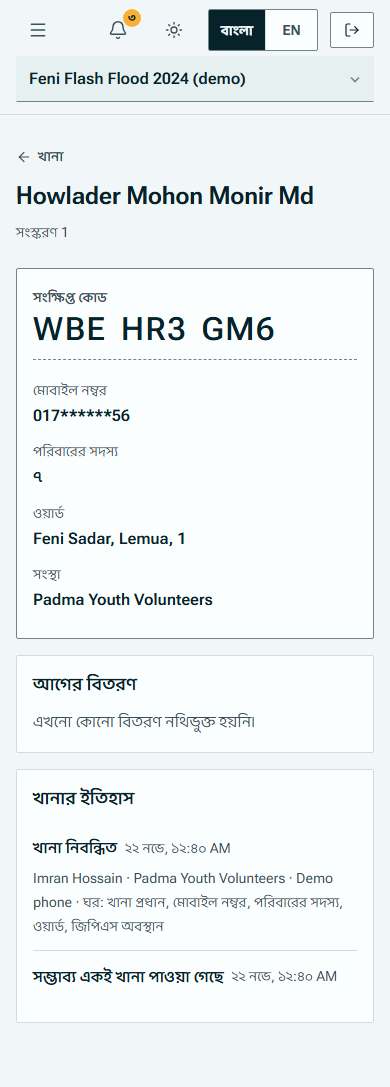 ৩
বাংলা
EN
Feni Flash Flood 2024 (demo)
খানা
Howlader Mohon Monir Md
সংস্করণ 1
সংক্ষিপ্ত কোড
WBE HR3 GM6
মোবাইল নম্বর
017******56
পরিবারের সদস্য
৭
ওয়ার্ড
Feni Sadar, Lemua, 1
সংস্থা
Padma Youth Volunteers
আগের বিতরণ
এখনো কোনো বিতরণ নথিভুক্ত হয়নি।
খানার ইতিহাস
খানা নিবন্ধিত ২২ নভে, ১২:৪০ AM
Imran Hossain · Padma Youth Volunteers · Demo
phone · ঘর: খানা প্রধান, মোবাইল নম্বর, পরিবারের সদস্য,
ওয়ার্ড, জিপিএস অবস্থান
সম্ভাব্য একই খানা পাওয়া গেছে ২২ নভে, ১২:৪০ AM